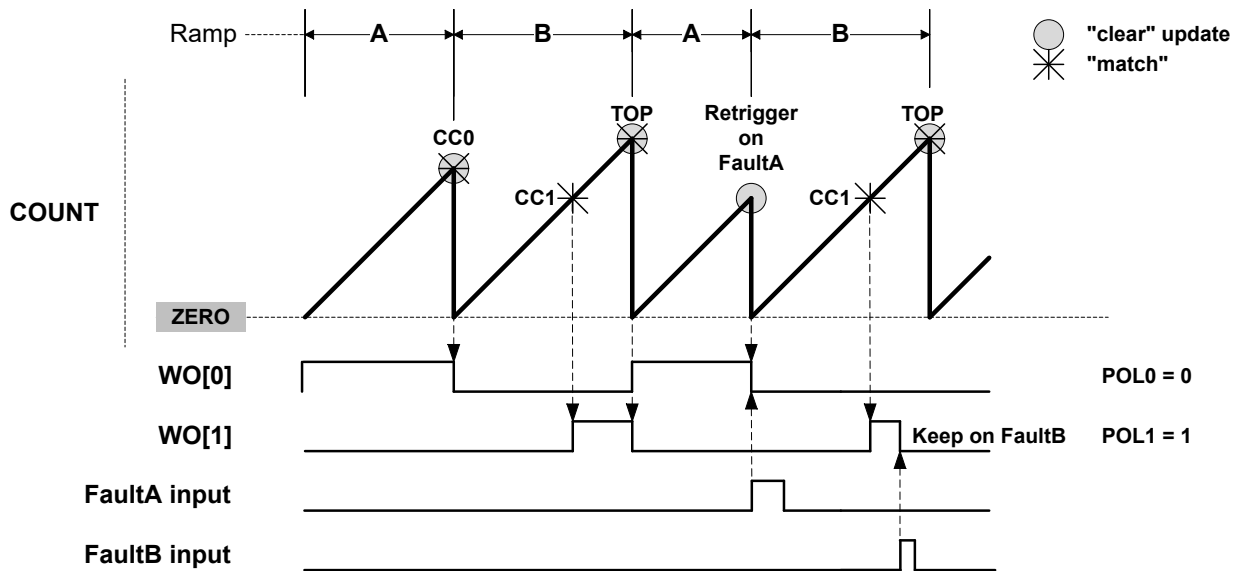 Ramp A B A B
"clear" update
"match"
TOP Retrigger TOP
on
CC0 FaultA
CC1 CC1
COUNT
ZERO
WO[0] POL0 = 0
WO[1] Keep on FaultB POL1 = 1
FaultA input
FaultB input